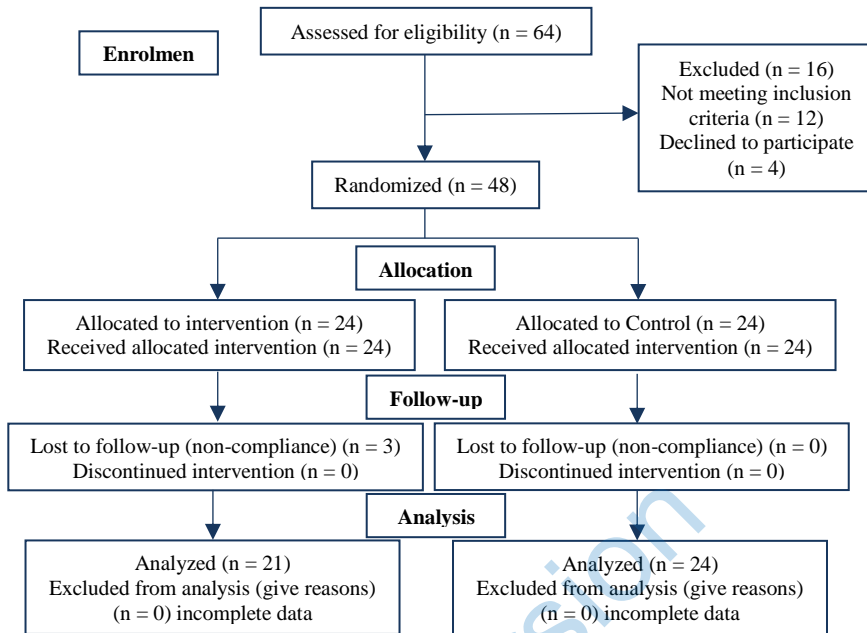 Assessed for eligibility (n = 64)
Enrolmen
Excluded (n = 16)
Not meeting inclusion
criteria (n = 12)
Declined to participate
(n = 4)
Randomized (n = 48)
Allocation
Allocated to intervention (n = 24)
Received allocated intervention (n = 24)
Allocated to Control (n = 24)
Received allocated intervention (n = 24)
Follow-up
Lost to follow-up (non-compliance) (n = 3)
Discontinued intervention (n = 0)
Lost to follow-up (non-compliance) (n = 0)
Discontinued intervention (n = 0)
Analysis
Analyzed (n = 21)
Excluded from analysis (give reasons)
(n = 0) incomplete data
Analyzed (n = 24)
Excluded from analysis (give reasons)
(n = 0) incomplete data